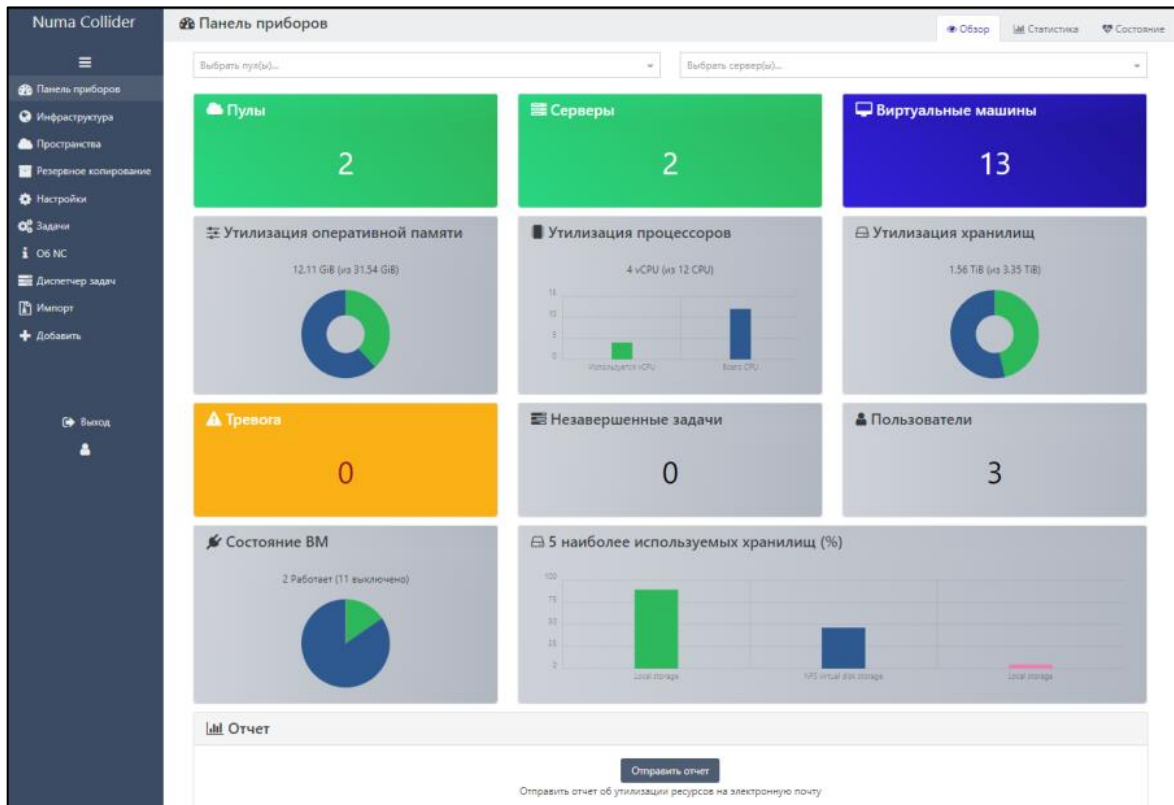 Numa Collider
Панель приборов
Обзор
Статистика
Состояние
Панель приборов
Инфраструктура
Пространства
Резервное копирование
Настройки
Задачи
Об NC
Диспетчер задач
Импорт
Добавить
Выход
Выбрать пул(ы)...
Выбрать сервер(ы)...
Пулы
2
Серверы
2
Виртуальные машины
13
Утилизация оперативной памяти
12.11 GiB (из 31.54 GiB)
Утилизация процессоров
4 vCPU (из 12 CPU)
15
10
5
0
Используется vCPU
Всего CPU
Утилизация хранилищ
1.56 TiB (из 3.35 TiB)
Тревога
0
Незавершенные задачи
0
Пользователи
3
Состояние ВМ
2 Работает (11 выключено)
5 наиболее используемых хранилищ (%)
100
75
50
25
0
Local storage
NFS virtual disk storage
Local storage
Отчет
Отправить отчет
Отправить отчет об утилизации ресурсов на электронную почту